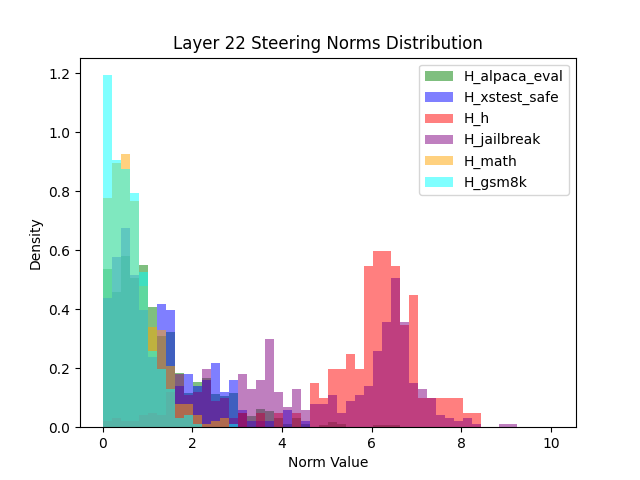 Layer 22 Steering Norms Distribution
1.2
1.0
0.8
0.6
0.4
0.2
0.0
Density
H_alpaca_eval
H_xstest_safe
H_h
H_jailbreak
H_math
H_gsm8k
0 2 4 6 8 10
Norm Value